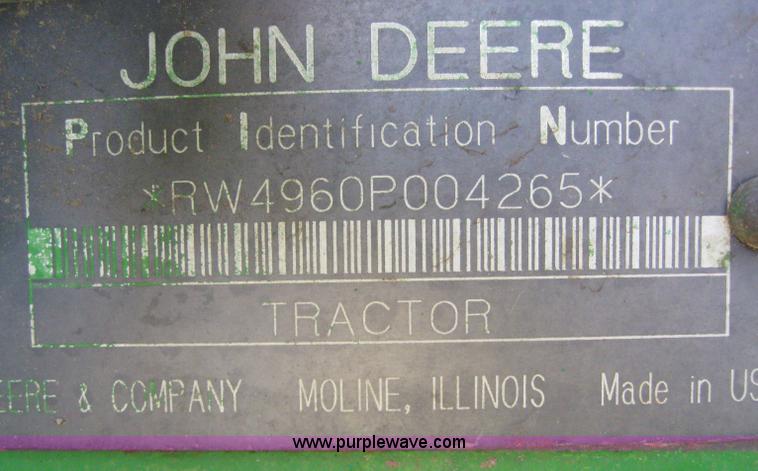 JOHN DEERE
Product Identification Number
*RW4960P004265*
TRACTOR
EERE & COMPANY MOLINE, ILLINOIS Made in US
www.purplewave.com